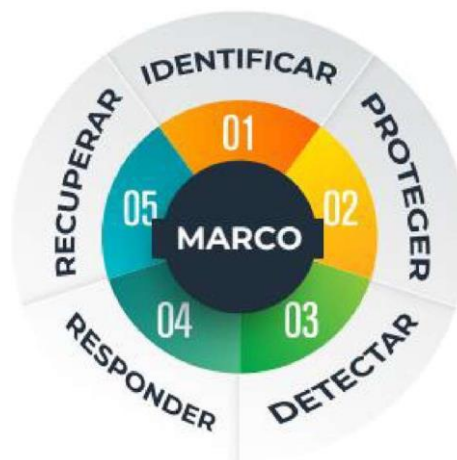 MARCO
01
IDENTIFICAR
02
PROTEGER
03
DETECTAR
04
RESPONDER
05
RECUPERAR